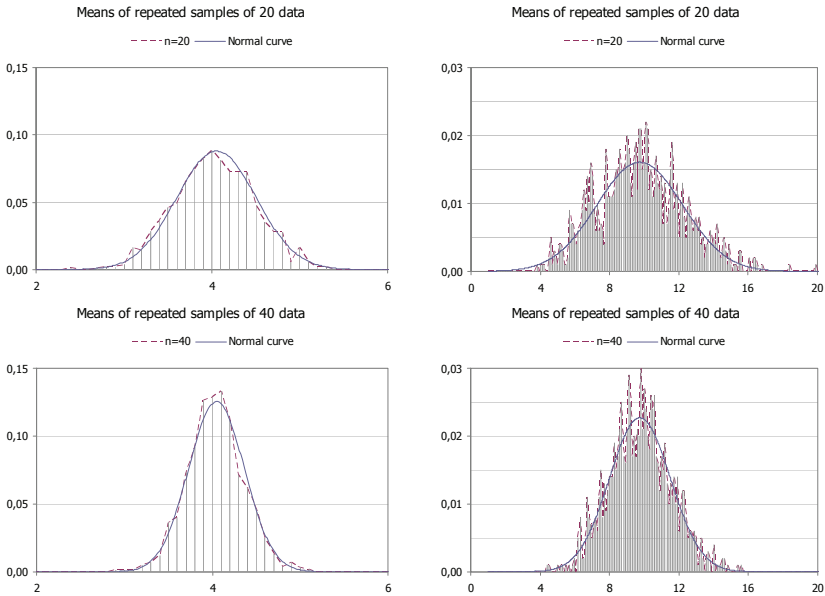 Means of repeated samples of 20 data
n=20 Normal curve
0,15
0,10
0,05
0,00
2 4 6
Means of repeated samples of 20 data
n=20 Normal curve
0,03
0,02
0,01
0,00
0 4 8 12 16 20
Means of repeated samples of 40 data
n=40 Normal curve
0,15
0,10
0,05
0,00
2 4 6
Means of repeated samples of 40 data
n=40 Normal curve
0,03
0,02
0,01
0,00
0 4 8 12 16 20